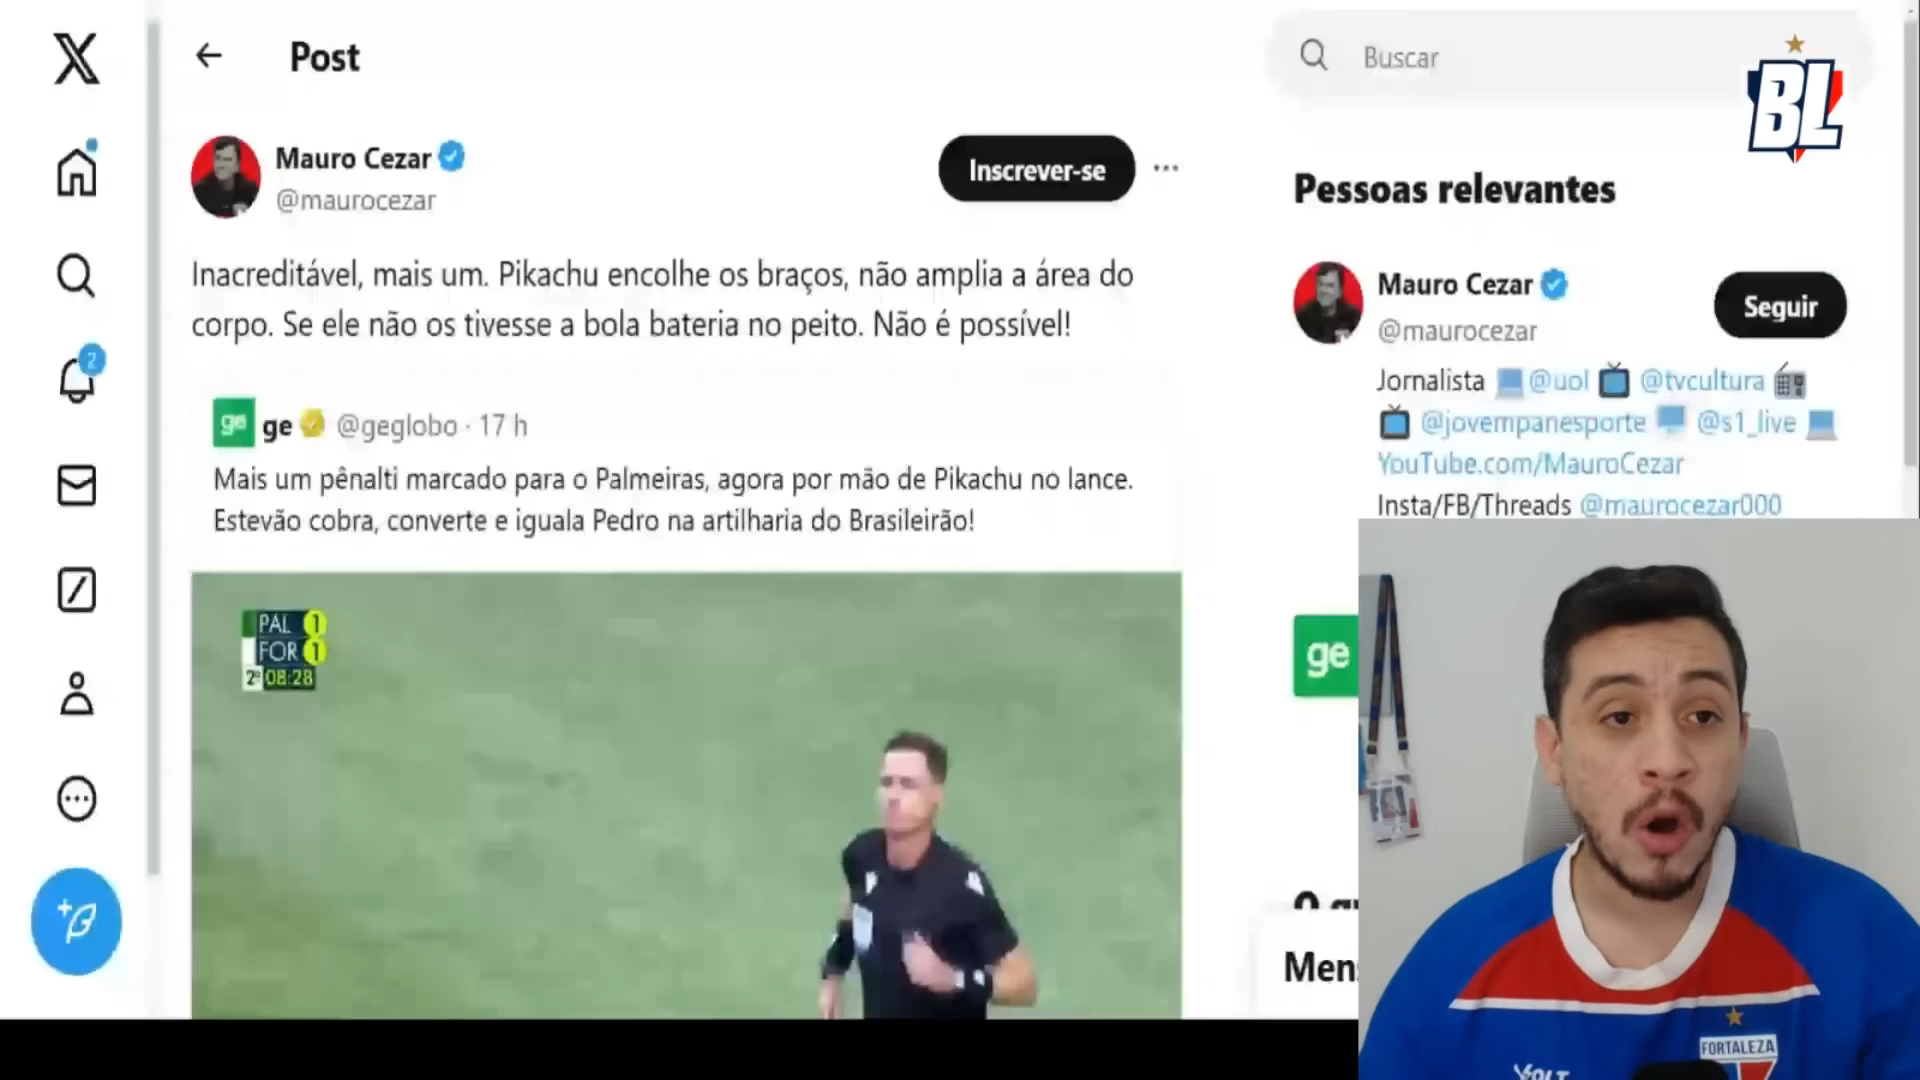 Post
Buscar
BL
Mauro Cezar
@maurocezar
Inscrever-se
Inacreditável, mais um. Pikachu encolhe os braços, não amplia a área do
corpo. Se ele não os tivesse a bola bateria no peito. Não é possível!
ge ge @geglobo · 17 h
Mais um pênalti marcado para o Palmeiras, agora por mão de Pikachu no lance.
Estevão cobra, converte e iguala Pedro na artilharia do Brasileirão!
PAL 1
FOR 1
2º 08:28
2
Pessoas relevantes
Mauro Cezar
Seguir
@maurocezar
Jornalista @uol @tvcultura
@jovempanesporte @s1_live
YouTube.com/MauroCezar
Insta/FB/Threads @maurocezar000
ge
FORTALEZA
VOLT